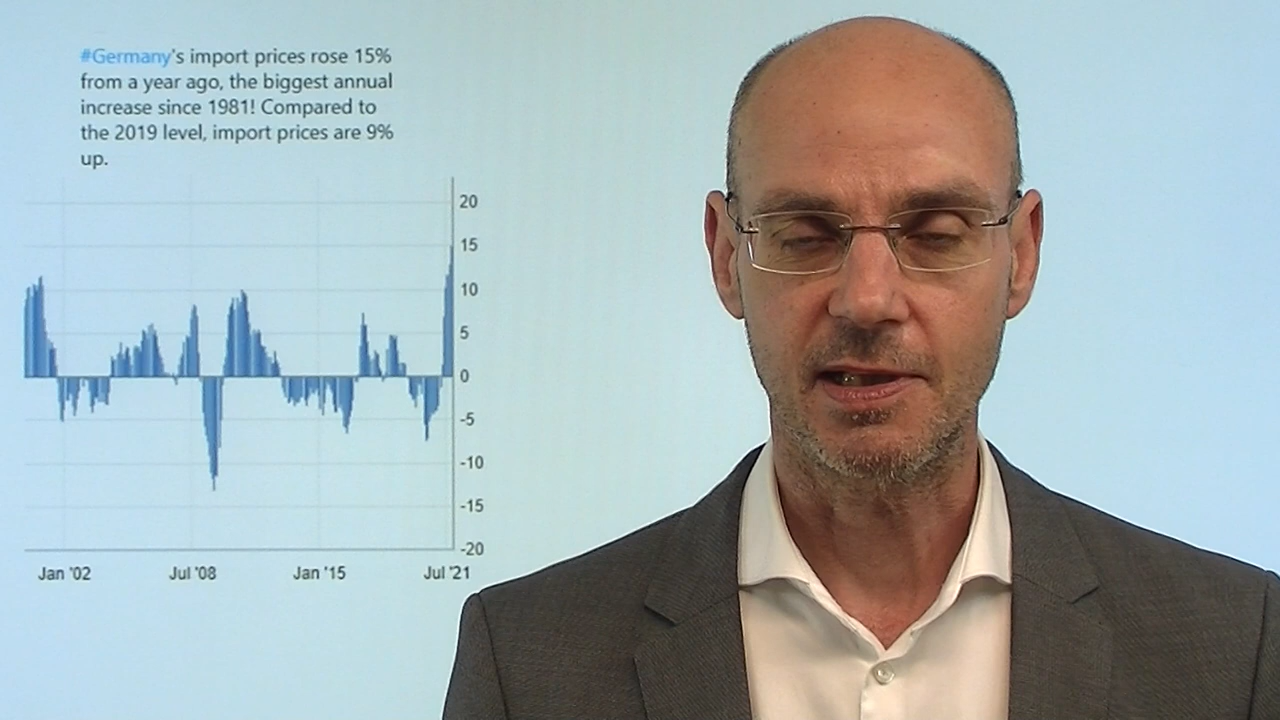 #Germany's import prices rose 15%
from a year ago, the biggest annual
increase since 1981! Compared to
the 2019 level, import prices are 9%
up.
20
15
10
5
0
-5
-10
-15
-20
Jan '02 Jul '08 Jan '15 Jul '21